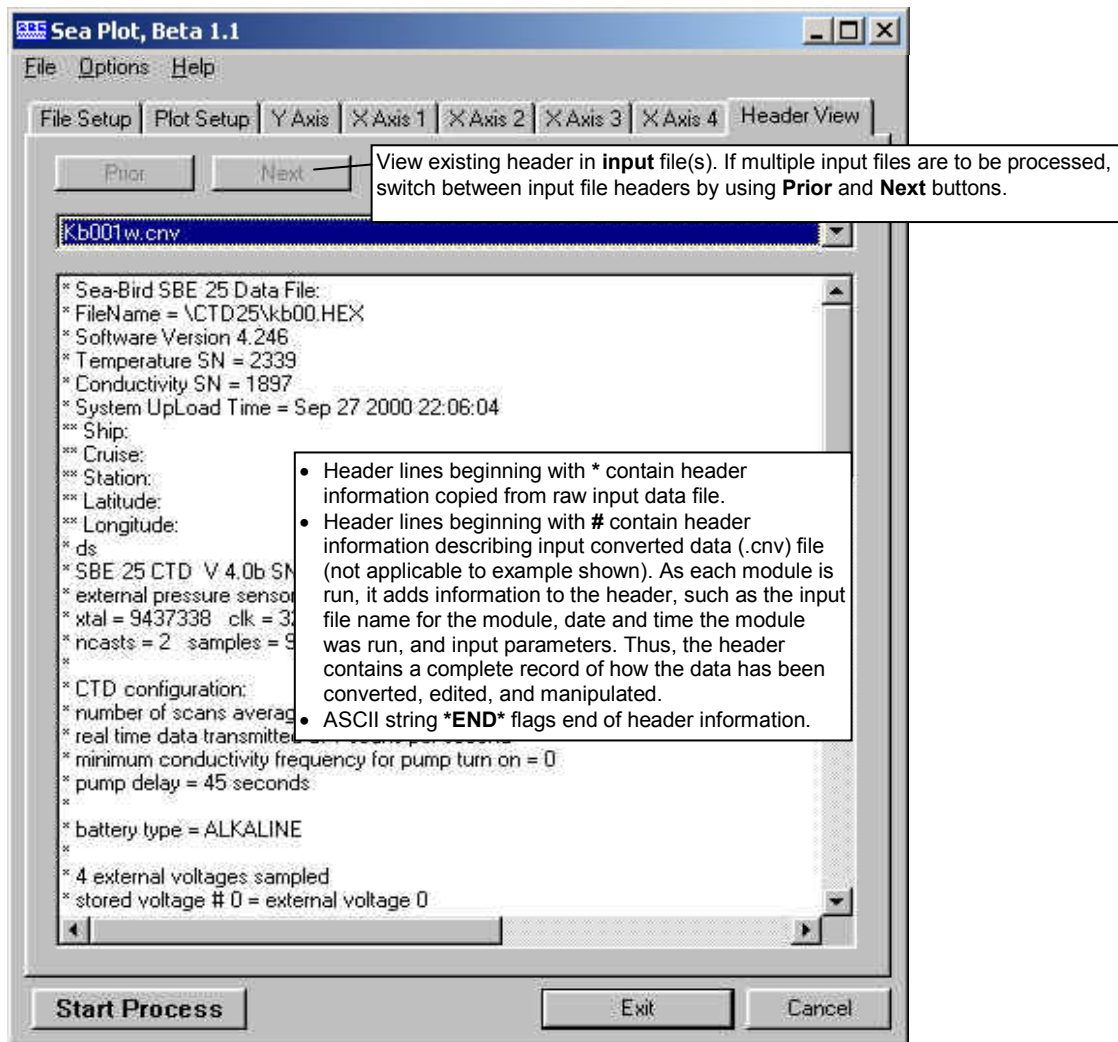 SBE Sea Plot, Beta 1.1
File Options Help
File Setup Plot Setup Y Axis X Axis 1 X Axis 2 X Axis 3 X Axis 4 Header View
Prior Next
View existing header in input file(s). If multiple input files are to be processed,
switch between input file headers by using Prior and Next buttons.
Kb001w.cnv
* Sea-Bird SBE 25 Data File:
* FileName = \CTD25\kb00.HEX
* Software Version 4.246
* Temperature SN = 2339
* Conductivity SN = 1897
* System UpLoad Time = Sep 27 2000 22:06:04
** Ship:
** Cruise:
** Station:
** Latitude:
** Longitude:
* ds
* SBE 25 CTD V 4.0b SN
* external pressure sensor
* xtal = 9437338 clk = 32
* ncasts = 2 samples =
*
* CTD configuration:
* number of scans averag
* real time data transmitted
* minimum conductivity frequency for pump turn on = 0
* pump delay = 45 seconds
*
* battery type = ALKALINE
*
* 4 external voltages sampled
* stored voltage # 0 = external voltage 0
• Header lines beginning with * contain header
information copied from raw input data file.
• Header lines beginning with # contain header
information describing input converted data (.cnv) file
(not applicable to example shown). As each module is
run, it adds information to the header, such as the input
file name for the module, date and time the module
was run, and input parameters. Thus, the header
contains a complete record of how the data has been
converted, edited, and manipulated.
• ASCII string *END* flags end of header information.
Start Process Exit Cancel